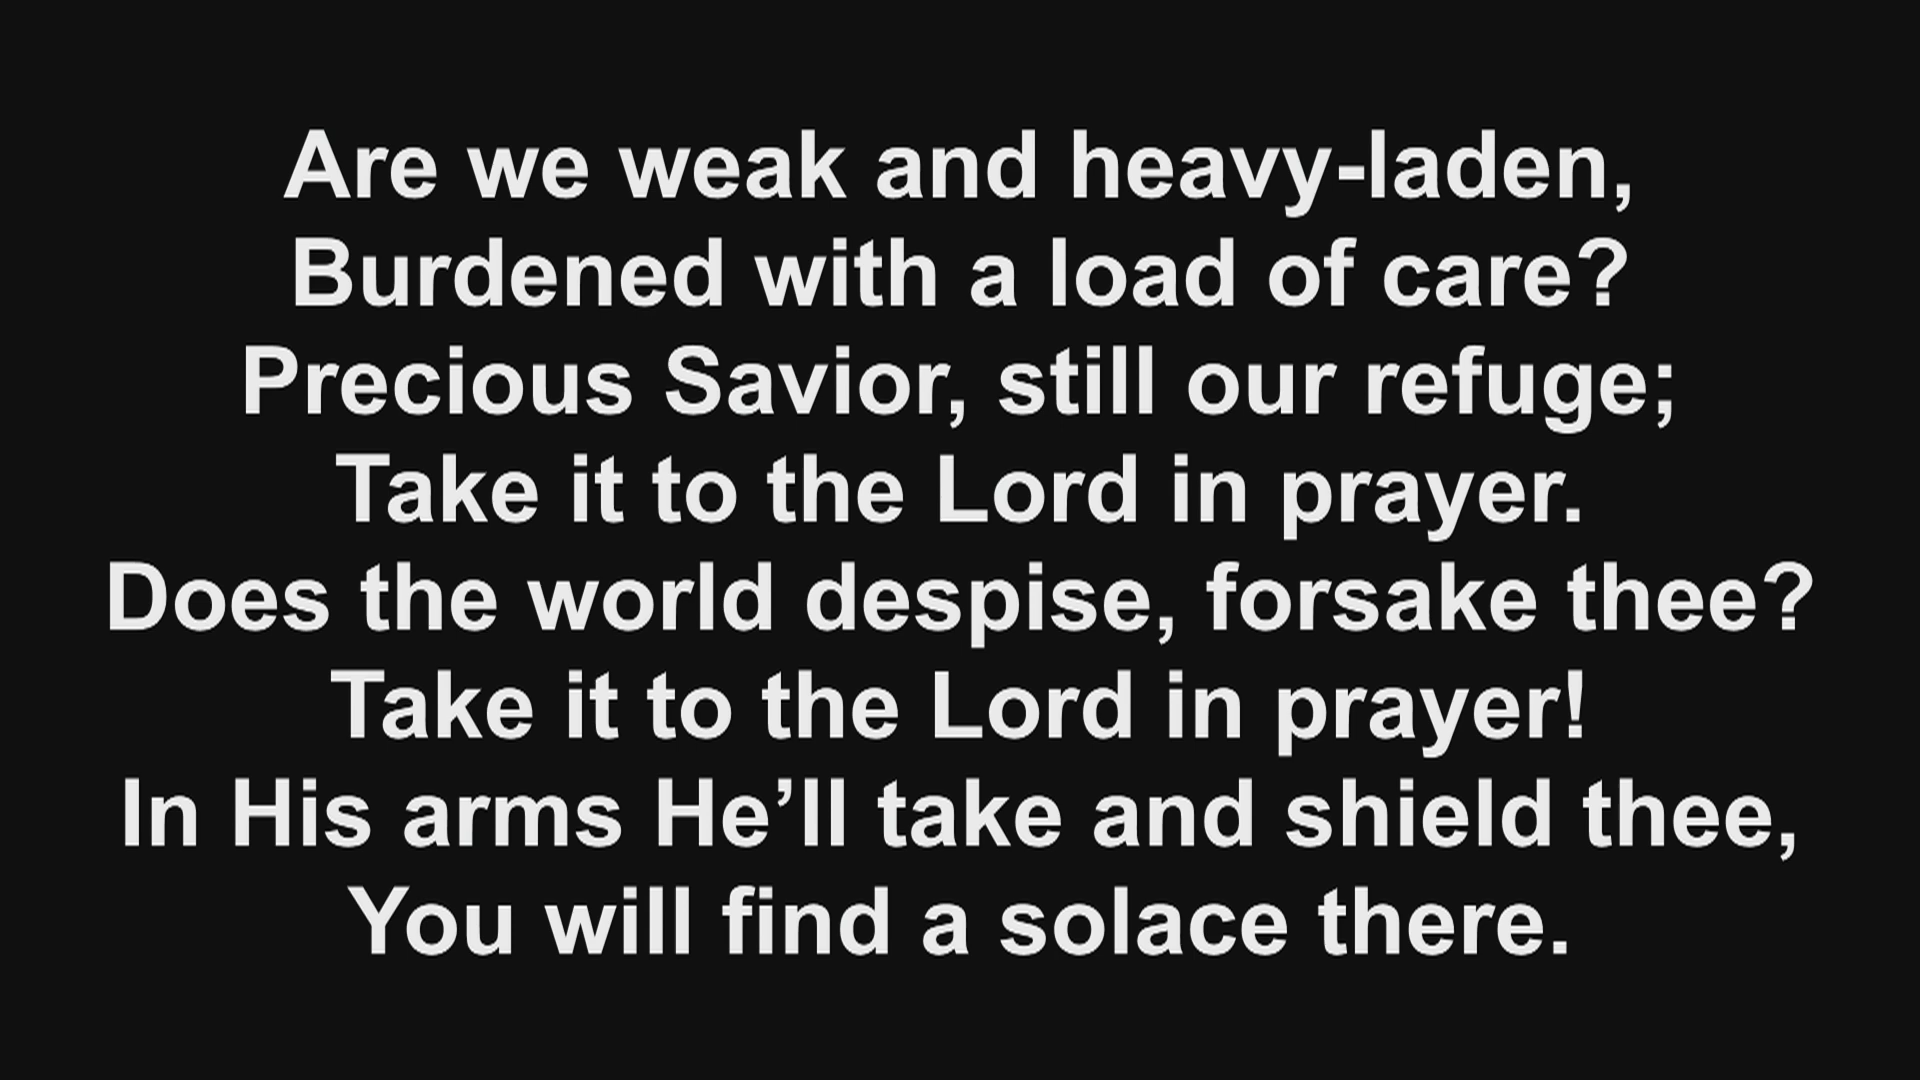 Are we weak and heavy-laden,
Burdened with a load of care?
Precious Savior, still our refuge;
Take it to the Lord in prayer.
Does the world despise, forsake thee?
Take it to the Lord in prayer!
In His arms He’ll take and shield thee,
You will find a solace there.